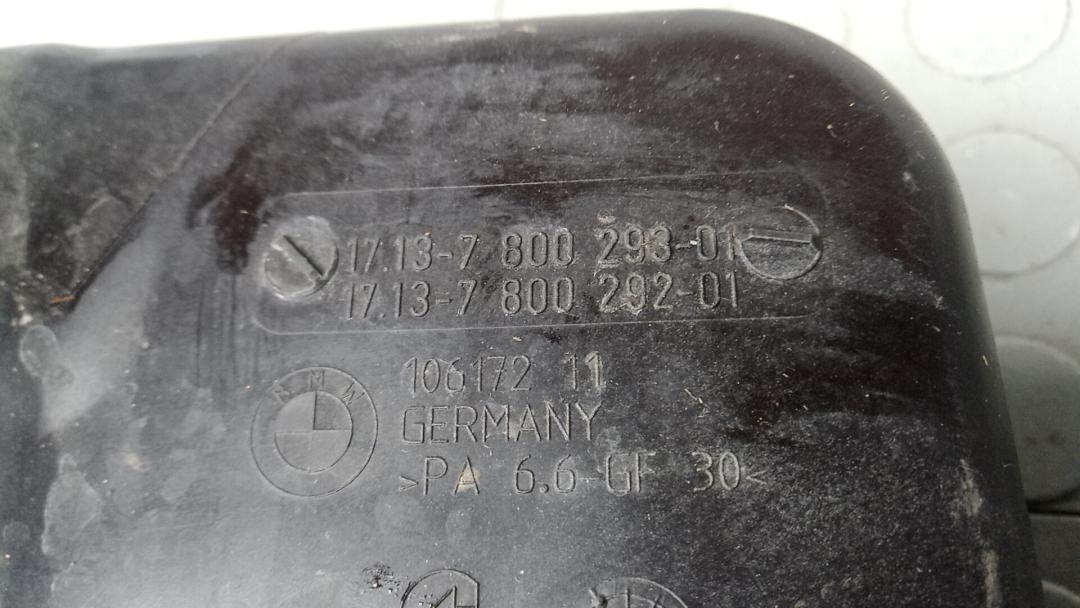 17.13-7 800 293-01
17.13-7 800 292-01
106172 11
BMW
GERMANY
>PA 6.6-GF 30<